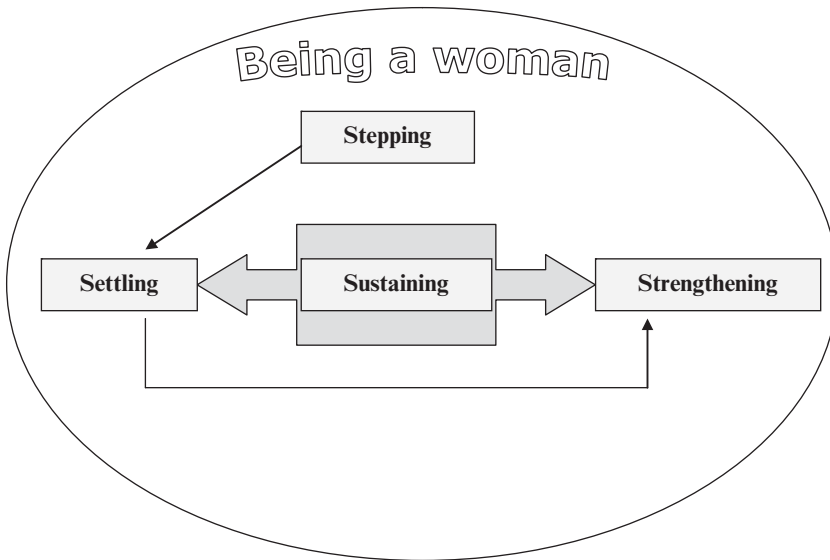 Being a woman
Stepping
Settling
Sustaining
Strengthening